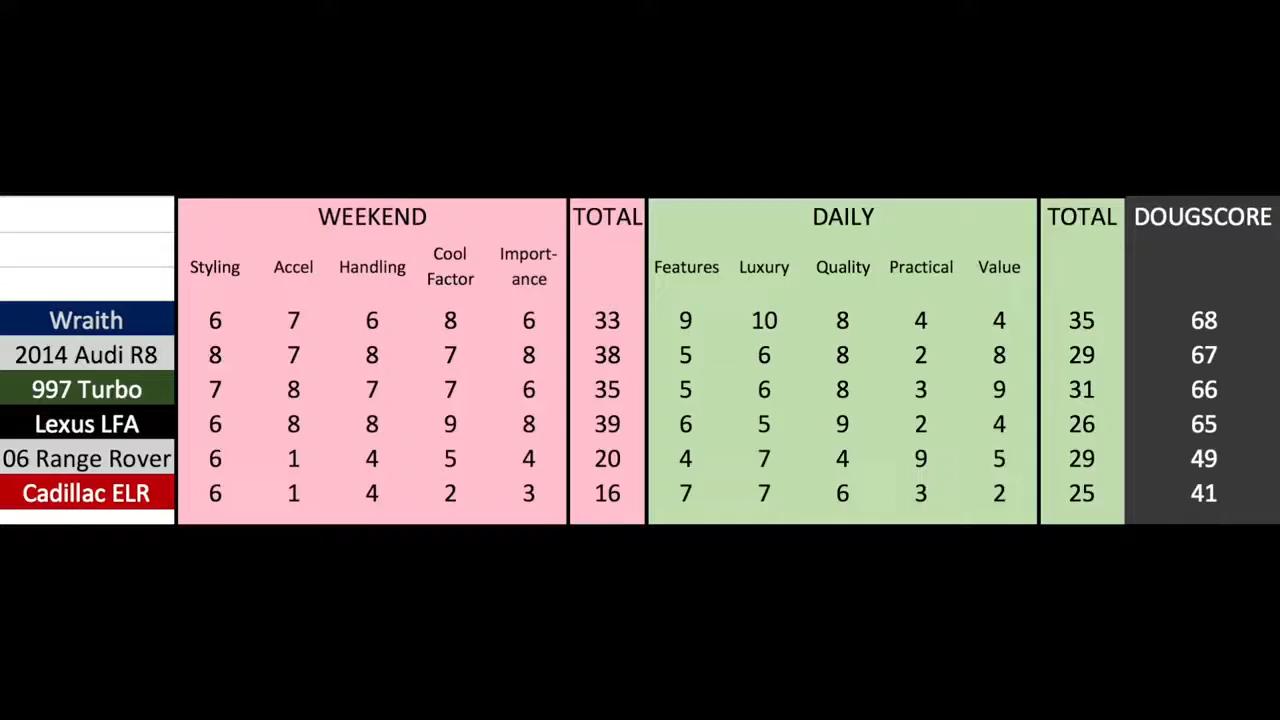 WEEKEND TOTAL DAILY TOTAL DOUGSCORE
Styling Accel Handling Cool Factor Import-ance Features Luxury Quality Practical Value
Wraith 6 7 6 8 6 33 9 10 8 4 4 35 68
2014 Audi R8 8 7 8 7 8 38 5 6 8 2 8 29 67
997 Turbo 7 8 7 7 6 35 5 6 8 3 9 31 66
Lexus LFA 6 8 8 9 8 39 6 5 9 2 4 26 65
06 Range Rover 6 1 4 5 4 20 4 7 4 9 5 29 49
Cadillac ELR 6 1 4 2 3 16 7 7 6 3 2 25 41